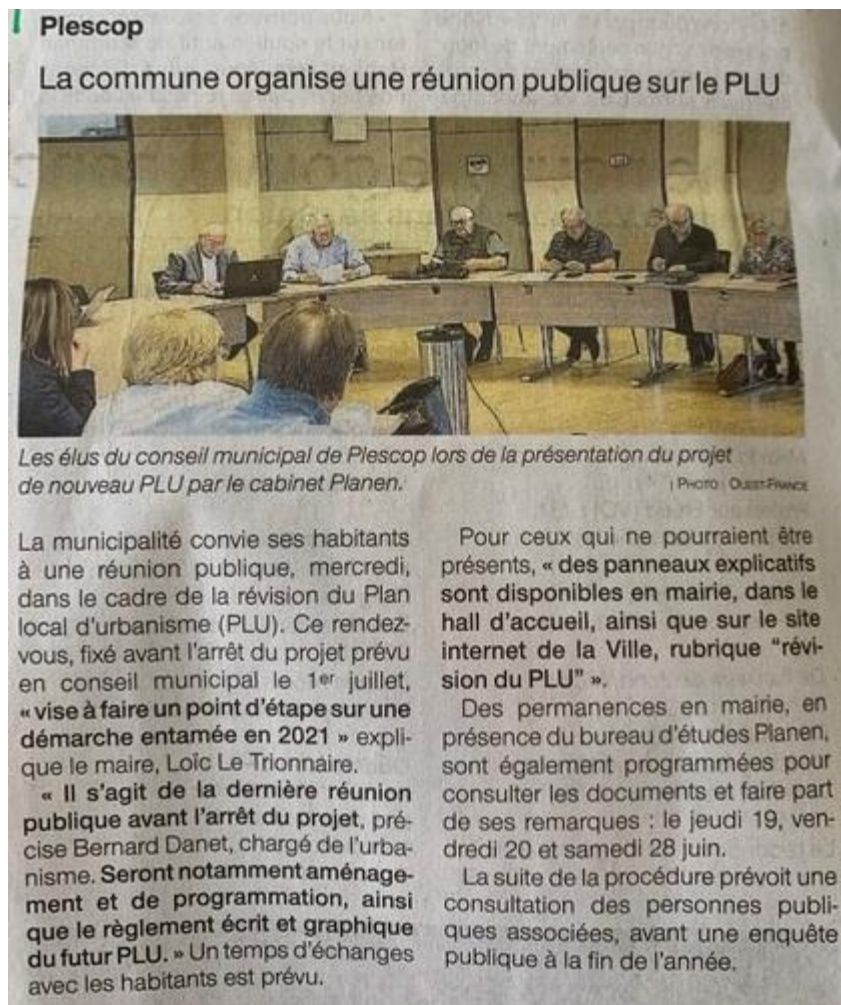 Plescop
La commune organise une réunion publique sur le PLU
Les élus du conseil municipal de Plescop lors de la présentation du projet
de nouveau PLU par le cabinet Planen.
| PHOTO : OUEST-FRANCE
La municipalité convie ses habitants
à une réunion publique, mercredi,
dans le cadre de la révision du Plan
local d'urbanisme (PLU). Ce rendez-
vous, fixé avant l'arrêt du projet prévu
en conseil municipal le 1er juillet,
« vise à faire un point d'étape sur une
démarche entamée en 2021 » expli-
que le maire, Loïc Le Trionnaire.
« Il s'agit de la dernière réunion
publique avant l'arrêt du projet, pré-
cise Bernard Danet, chargé de l'urba-
nisme. Seront notamment aménage-
ment et de programmation, ainsi
que le règlement écrit et graphique
du futur PLU. » Un temps d'échanges
avec les habitants est prévu.
Pour ceux qui ne pourraient être
présents, « des panneaux explicatifs
sont disponibles en mairie, dans le
hall d'accueil, ainsi que sur le site
internet de la Ville, rubrique "révi-
sion du PLU" ».
Des permanences en mairie, en
présence du bureau d'études Planen,
sont également programmées pour
consulter les documents et faire part
de ses remarques : le jeudi 19, ven-
dredi 20 et samedi 28 juin.
La suite de la procédure prévoit une
consultation des personnes publi-
ques associées, avant une enquête
publique à la fin de l'année.